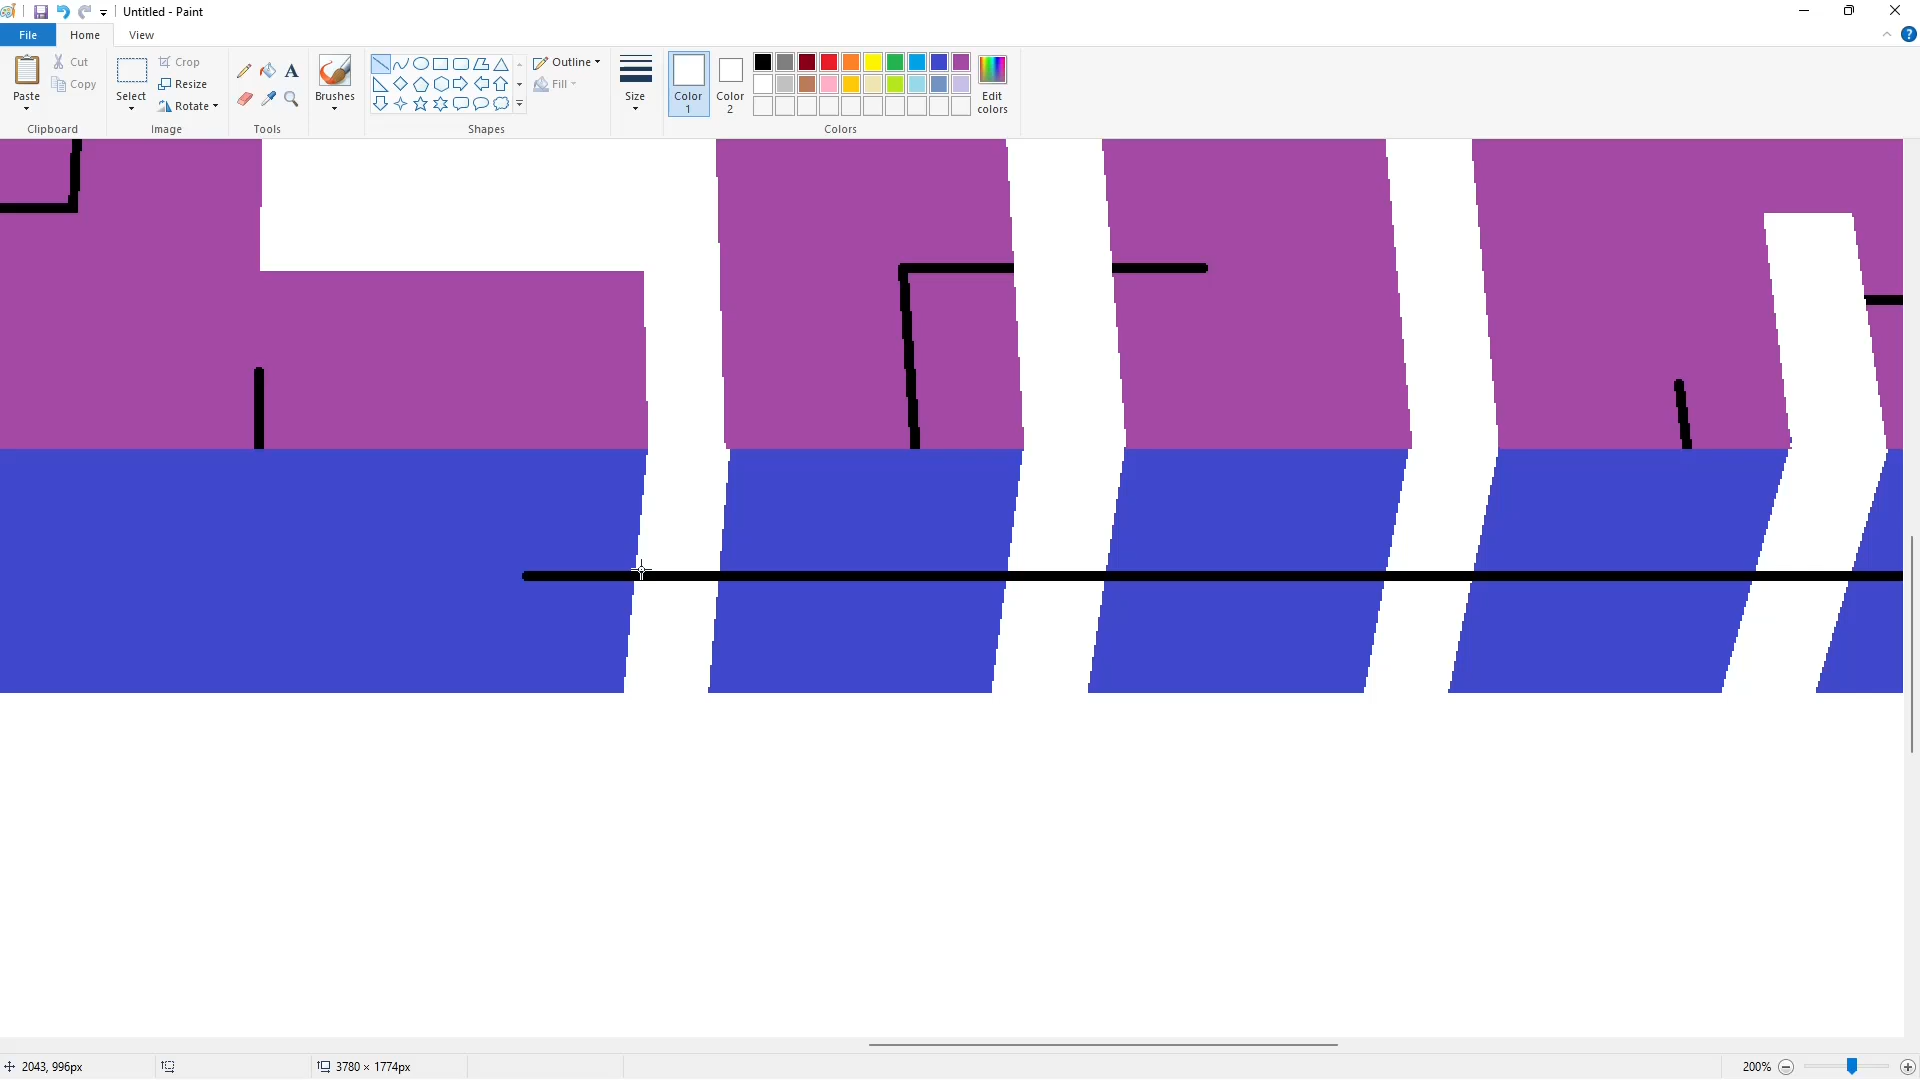 Untitled - Paint
File Home View
Paste
Cut
Copy
Clipboard
Select
Crop
Resize
Rotate
Image
A
Tools
Brushes
Outline
Fill
Shapes
Size
Color 1
Color 2
Edit colors
Colors
?
2043, 996px
3780 × 1774px
200%